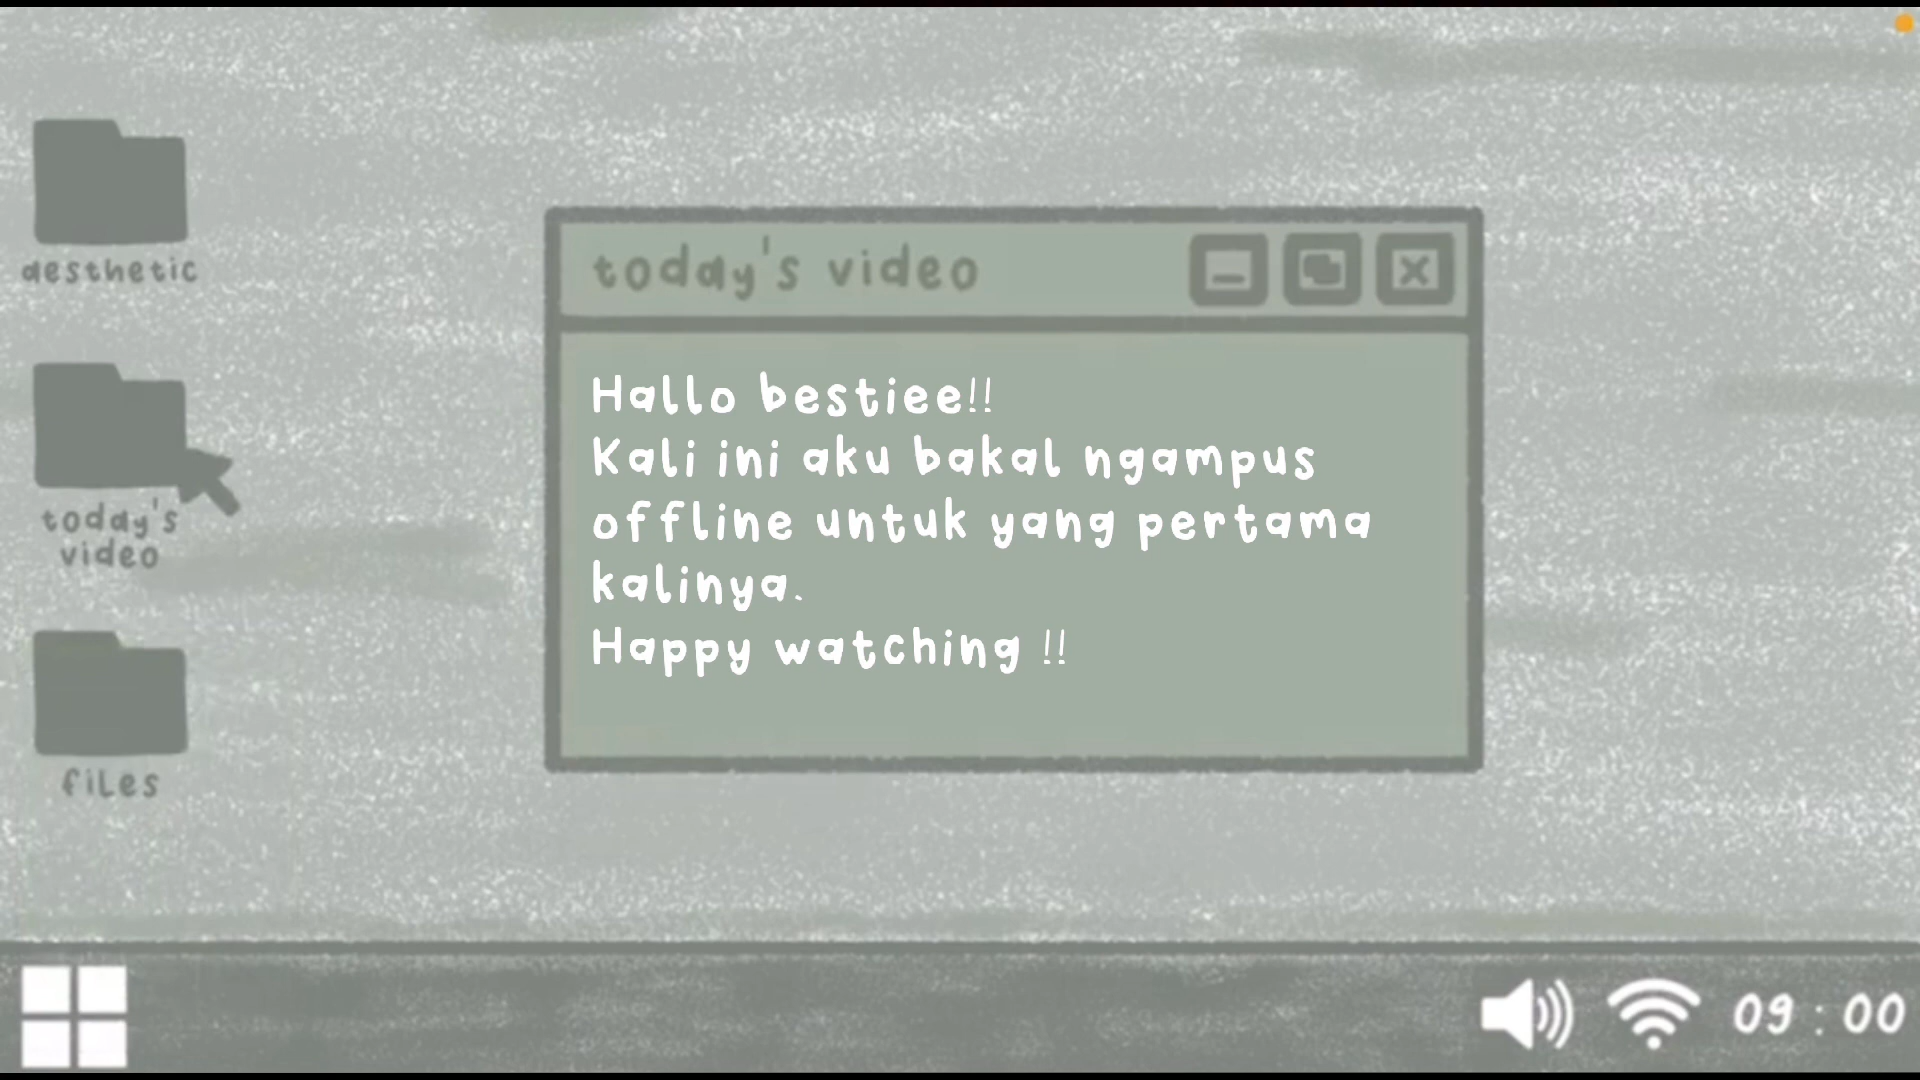 aesthetic
today's
video
files
today's video
Hallo bestiee!!
Kali ini aku bakal ngampus
offline untuk yang pertama
kalinya.
Happy watching !!
09 : 00